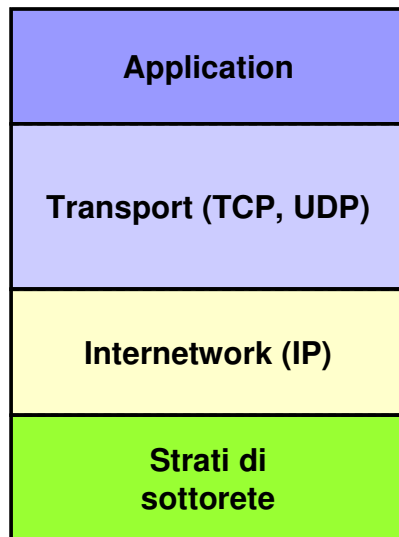 Application
Transport (TCP, UDP)
Internetwork (IP)
Strati di
sottorete